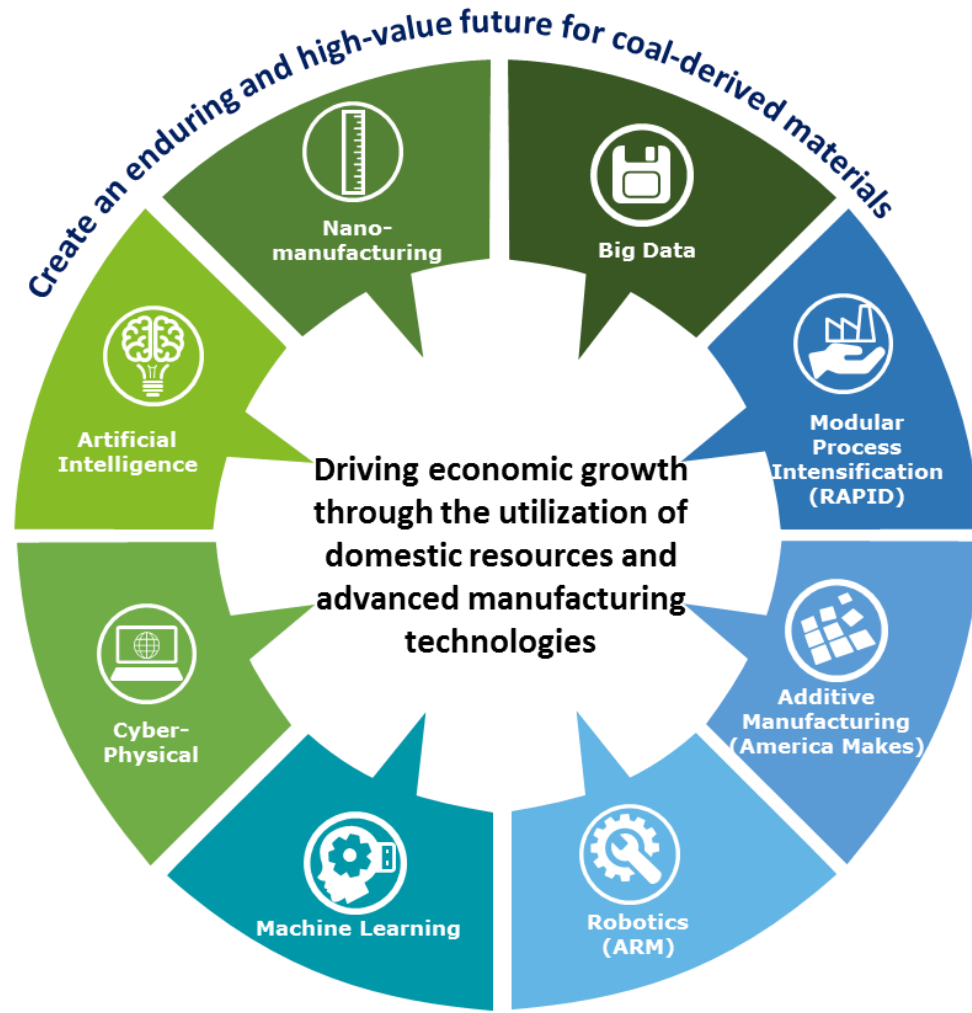 Create an enduring and high-value future for coal-derived materials
Nano-
manufacturing
Big Data
Artificial
Intelligence
Modular
Process
Intensification
(RAPID)
Driving economic growth
through the utilization of
domestic resources and
advanced manufacturing
technologies
Cyber-
Physical
Additive
Manufacturing
(America Makes)
Machine Learning
Robotics
(ARM)